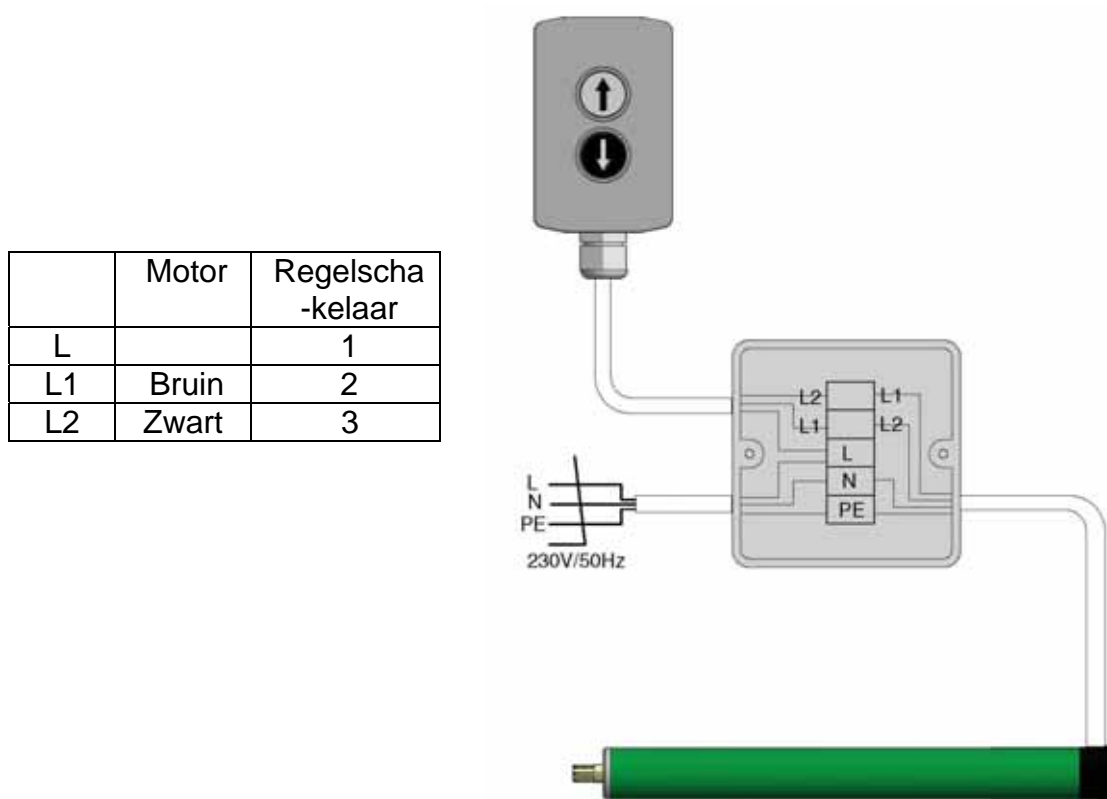 Motor Regelscha
-kelaar
L 1
L1 Bruin 2
L2 Zwart 3
L2 L1
L1 L2
L
N
PE
L
N
PE
230V/50Hz